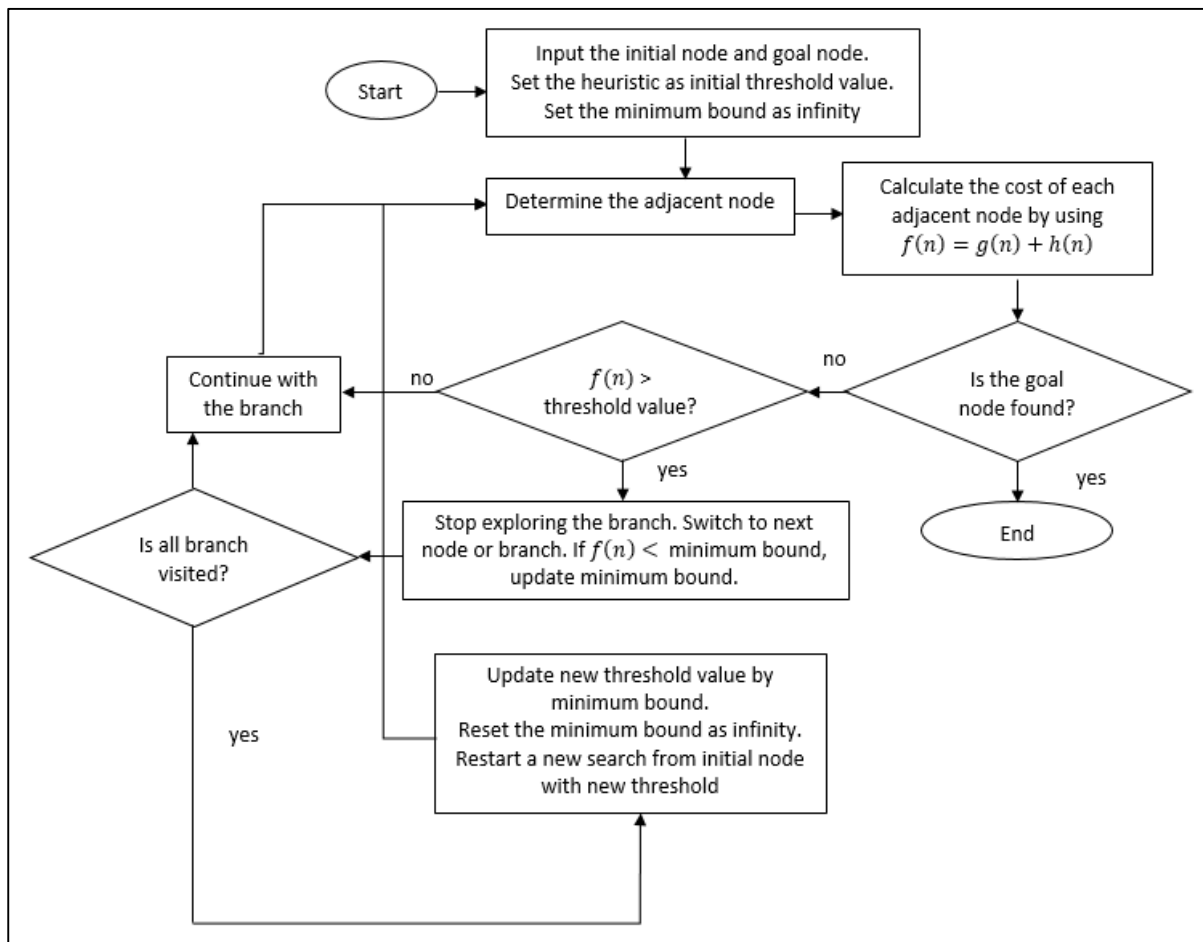 Start
Input the initial node and goal node.
Set the heuristic as initial threshold value.
Set the minimum bound as infinity
Determine the adjacent node
Calculate the cost of each
adjacent node by using
f(n) = g(n) + h(n)
Is the goal
node found?
no
yes
End
f(n) >
threshold value?
no
yes
Continue with
the branch
Stop exploring the branch. Switch to next
node or branch. If f(n) < minimum bound,
update minimum bound.
Is all branch
visited?
yes
Update new threshold value by
minimum bound.
Reset the minimum bound as infinity.
Restart a new search from initial node
with new threshold